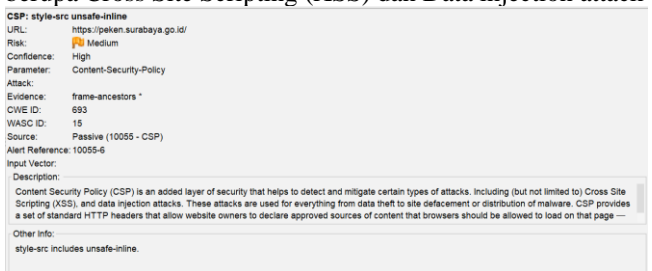 berupa Cross Site Scripting (XSS) dan Data injection attack
CSP: style-src unsafe-inline
URL: https://peken.surabaya.go.id/
Risk: Medium
Confidence: High
Parameter: Content-Security-Policy
Attack:
Evidence: frame-ancestors *
CWE ID: 693
WASC ID: 15
Source: Passive (10055 - CSP)
Alert Reference: 10055-6
Input Vector:
Description:
Content Security Policy (CSP) is an added layer of security that helps to detect and mitigate certain types of attacks. Including (but not limited to) Cross Site
Scripting (XSS), and data injection attacks. These attacks are used for everything from data theft to site defacement or distribution of malware. CSP provides
a set of standard HTTP headers that allow website owners to declare approved sources of content that browsers should be allowed to load on that page —
Other Info:
style-src includes unsafe-inline.